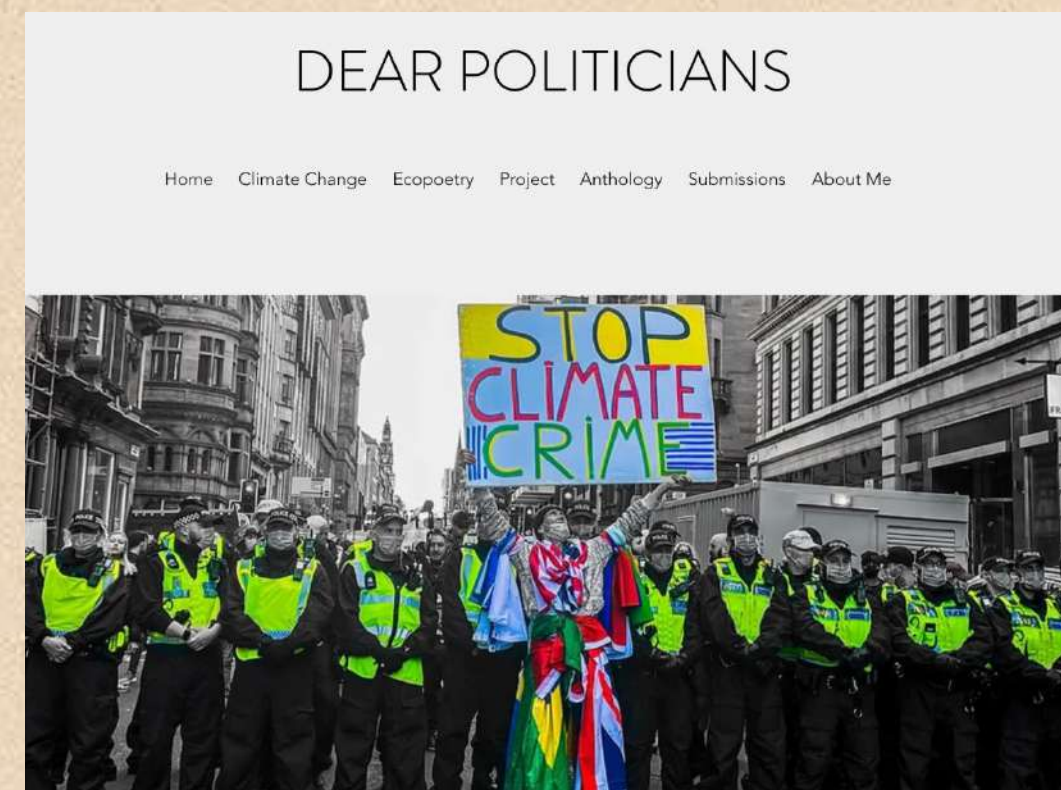 DEAR POLITICIANS
Home Climate Change Ecopoetry Project Anthology Submissions About Me
STOP
CLIMATE
CRIME